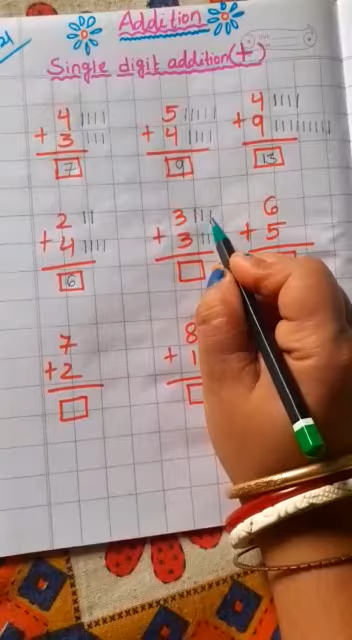 21
Addition
Single digit addition(+)
4 |||| 5 ||||| 4 ||||
+ 3 ||| + 4 |||| + 9 |||||||||
7 9 13
2 || 3 ||| 6
+ 4 |||| + 3 || + 5
6
7 8
+ 2 + 1